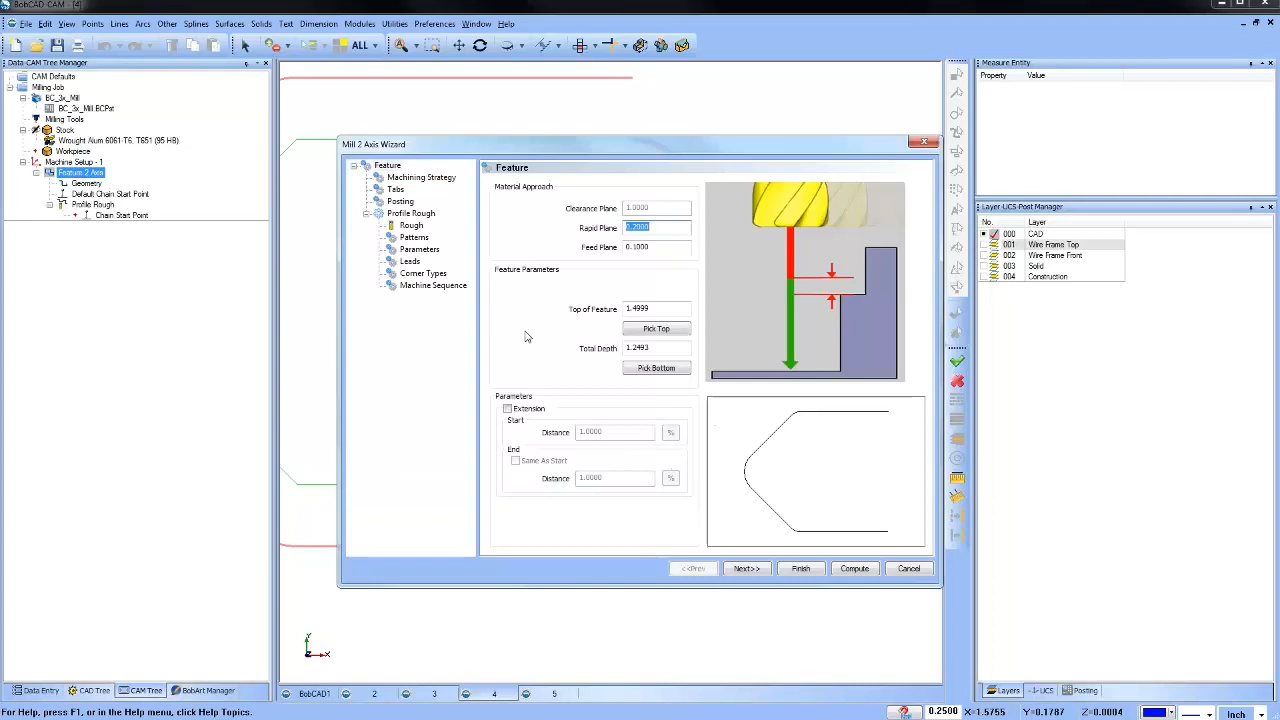 BobCAD-CAM - [4]
File Edit View Points Lines Arcs Other Splines Surfaces Solids Text Dimension Modules Utilities Preferences Window Help
ALL
Data-CAM Tree Manager
CAM Defaults
Milling Job
BC_3x_Mill
BC_3x_Mill.BCPst
Milling Tools
Stock
Wrought Alum 6061-T6, T651 (95 HB)
Workpiece
Machine Setup - 1
Feature 2 Axis
Geometry
Default Chain Start Point
Profile Rough
Chain Start Point
Mill 2 Axis Wizard
Feature
Machining Strategy
Tabs
Posting
Profile Rough
Rough
Patterns
Parameters
Leads
Corner Types
Machine Sequence
Feature
Material Approach
Clearance Plane 1.0000
Rapid Plane 0.2000
Feed Plane 0.1000
Feature Parameters
Top of Feature 1.4999
Pick Top
Total Depth 1.2493
Pick Bottom
Parameters
Extension
Start
Distance 1.0000 %
End
Same As Start
Distance 1.0000 %
<<Prev Next>> Finish Compute Cancel
Measure Entity
Property Value
Layer-UCS-Post Manager
No. Layer
000 CAD
001 Wire Frame Top
002 Wire Frame Front
003 Solid
004 Construction
Y
Z X
Data Entry CAD Tree CAM Tree BobArt Manager
BobCAD1 2 3 4 5
Layers UCS Posting
For Help, press F1, or in the Help menu, click Help Topics. 0.2500 X=1.5755 Y=0.1787 Z=0.0004 Inch